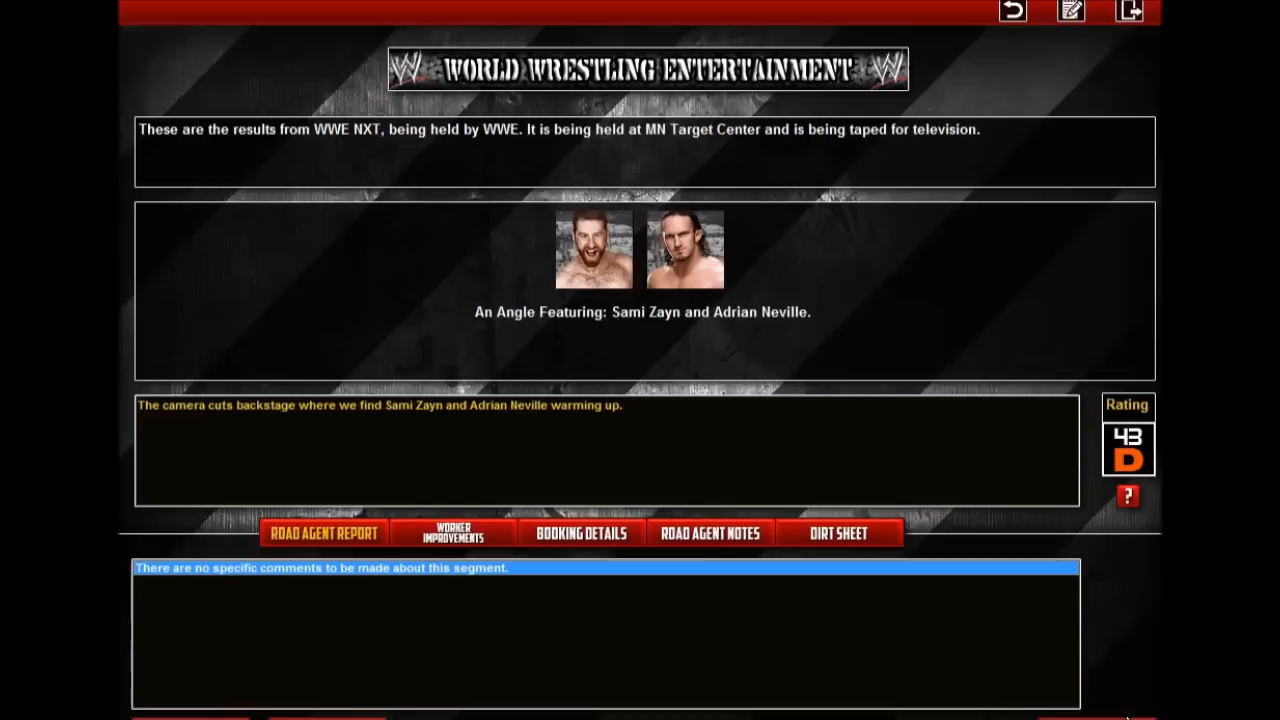 WORLD WRESTLING ENTERTAINMENT
These are the results from WWE NXT, being held by WWE. It is being held at MN Target Center and is being taped for television.
An Angle Featuring: Sami Zayn and Adrian Neville.
The camera cuts backstage where we find Sami Zayn and Adrian Neville warming up.
Rating
43
D
?
ROAD AGENT REPORT
WORKER
IMPROVEMENTS
BOOKING DETAILS
ROAD AGENT NOTES
DIRT SHEET
There are no specific comments to be made about this segment.